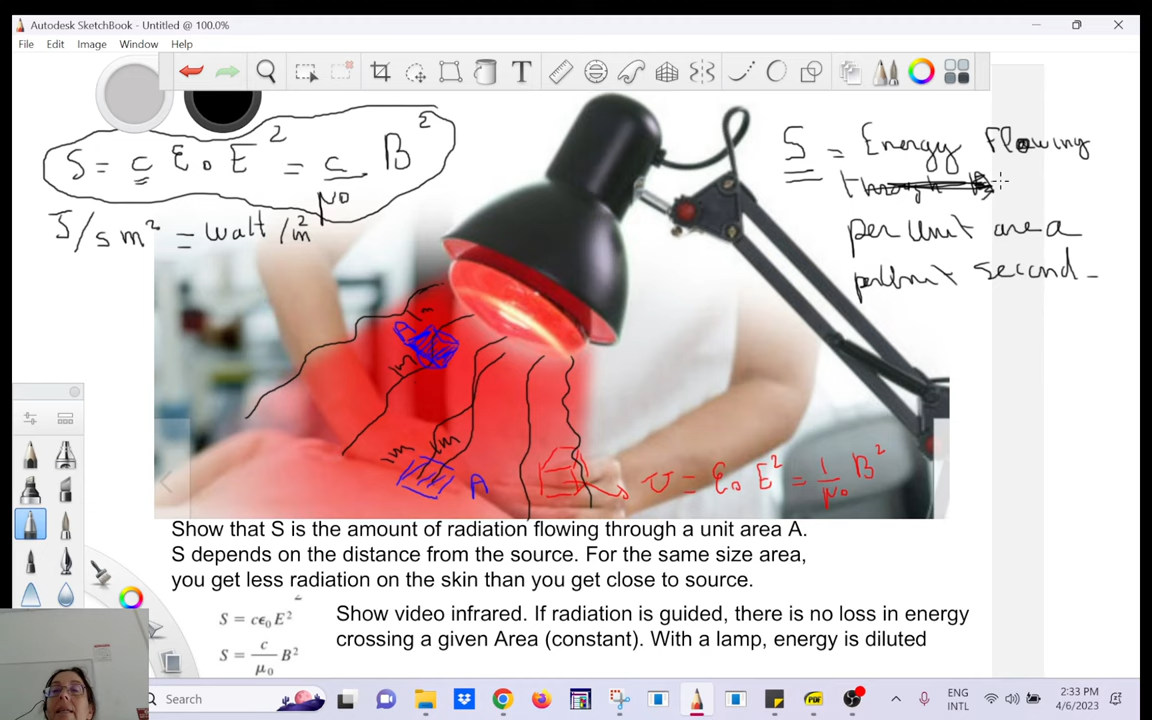 Autodesk SketchBook - Untitled @ 100.0%
File Edit Image Window Help
S = c ε₀ E² = c/μ₀ B²
J/s m² = watt/m²
S = Energy Flowing
through
per unit area
per unit second
A
1m
1m
1m
1m
A
U = ε₀ E² = 1/μ₀ B²
Show that S is the amount of radiation flowing through a unit area A.
S depends on the distance from the source. For the same size area,
you get less radiation on the skin than you get close to source.
S = cε₀E²
S = c/μ₀ B²
Show video infrared. If radiation is guided, there is no loss in energy
crossing a given Area (constant). With a lamp, energy is diluted
Search
ENG
INTL
2:33 PM
4/6/2023